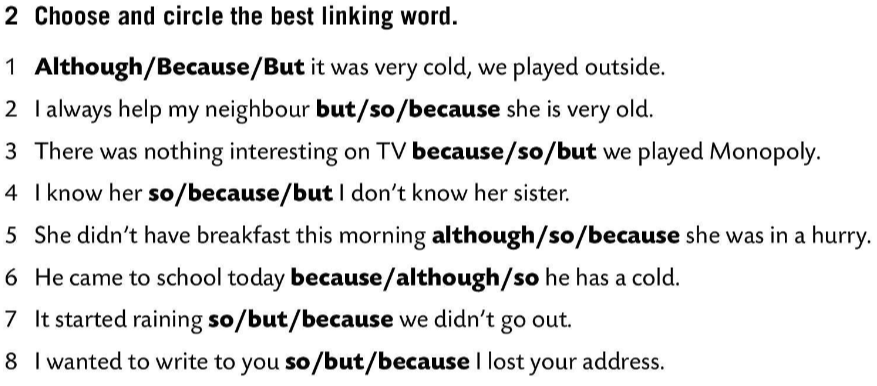 2 Choose and circle the best linking word.
1 Although/Because/But it was very cold, we played outside.
2 I always help my neighbour but/so/because she is very old.
3 There was nothing interesting on TV because/so/but we played Monopoly.
4 I know her so/because/but I don't know her sister.
5 She didn't have breakfast this morning although/so/because she was in a hurry.
6 He came to school today because/although/so he has a cold.
7 It started raining so/but/because we didn't go out.
8 I wanted to write to you so/but/because I lost your address.